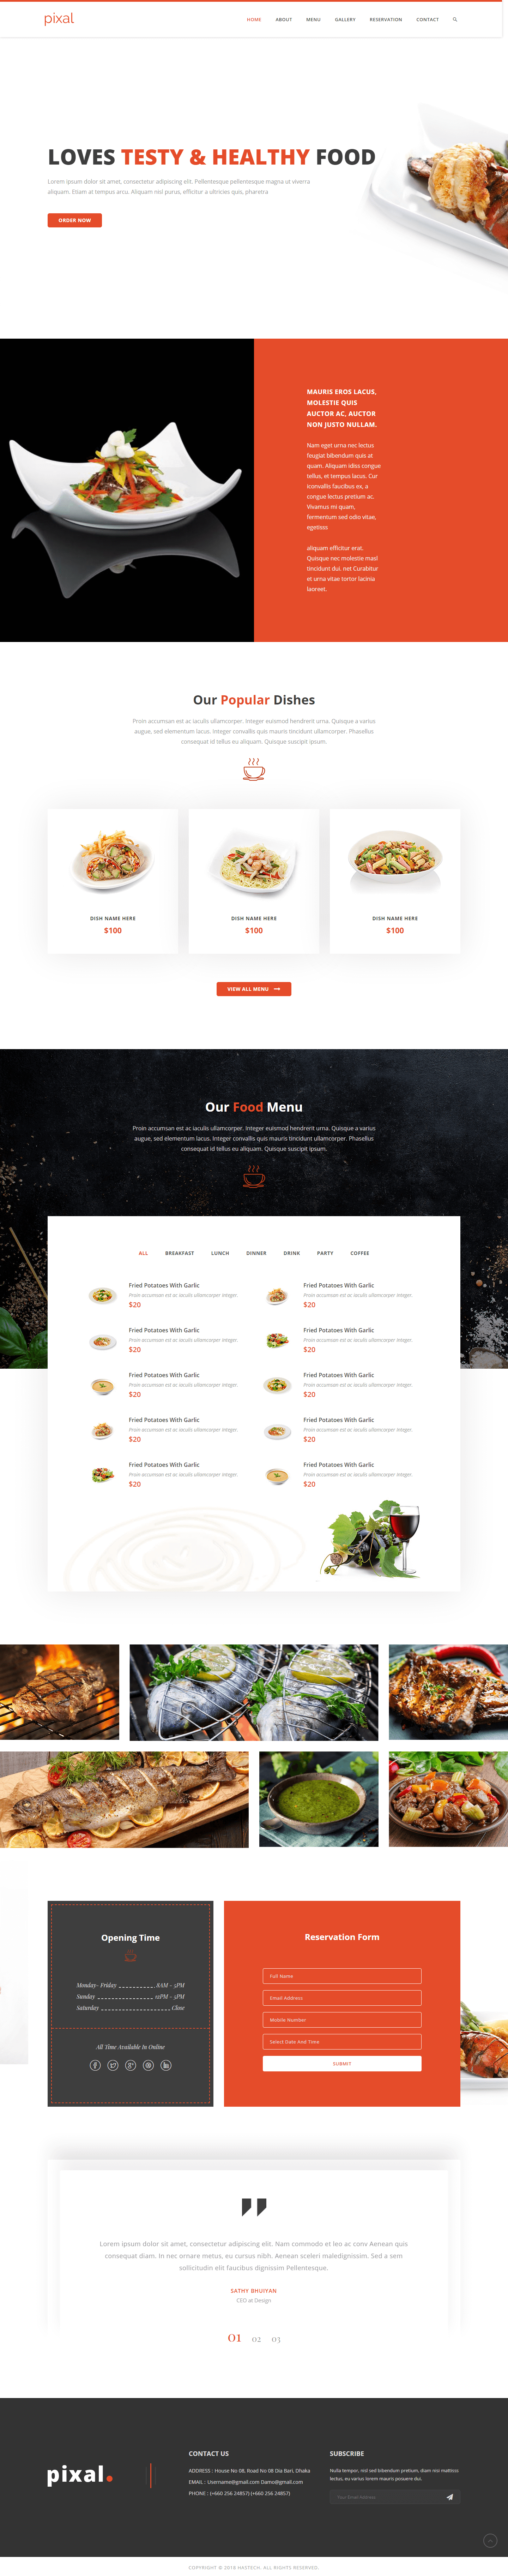 pixal
HOME ABOUT MENU GALLERY RESERVATION CONTACT
LOVES TESTY & HEALTHY FOOD
Lorem ipsum dolor sit amet, consectetur adipiscing elit. Pellentesque pellentesque magna ut viverra
aliquam. Etiam at tempus arcu. Aliquam nisl purus, efficitur a ultricies quis, pharetra
ORDER NOW
MAURIS EROS LACUS,
MOLESTIE QUIS
AUCTOR AC, AUCTOR
NON JUSTO NULLAM.
Nam eget urna nec lectus
feugiat bibendum quis at
quam. Aliquam idiss congue
tellus, et tempus lacus. Cur
iconvallis faucibus ex, a
congue lectus pretium ac.
Vivamus mi quam,
fermentum sed odio vitae,
egetisss
aliquam efficitur erat.
Quisque nec molestie masl
tincidunt dui. net Curabitur
et urna vitae tortor lacinia
laoreet.
Our Popular Dishes
Proin accumsan est ac iaculis ullamcorper. Integer euismod hendrerit urna. Quisque a varius
augue, sed elementum lacus. Integer convallis quis mauris tincidunt ullamcorper. Phasellus
consequat id tellus eu aliquam. Quisque suscipit ipsum.
DISH NAME HERE
$100
DISH NAME HERE
$100
DISH NAME HERE
$100
VIEW ALL MENU
Our Food Menu
Proin accumsan est ac iaculis ullamcorper. Integer euismod hendrerit urna. Quisque a varius
augue, sed elementum lacus. Integer convallis quis mauris tincidunt ullamcorper. Phasellus
consequat id tellus eu aliquam. Quisque suscipit ipsum.
ALL BREAKFAST LUNCH DINNER DRINK PARTY COFFEE
Fried Potatoes With Garlic
Proin accumsan est ac iaculis ullamcorper Integer.
$20
Fried Potatoes With Garlic
Proin accumsan est ac iaculis ullamcorper Integer.
$20
Fried Potatoes With Garlic
Proin accumsan est ac iaculis ullamcorper Integer.
$20
Fried Potatoes With Garlic
Proin accumsan est ac iaculis ullamcorper Integer.
$20
Fried Potatoes With Garlic
Proin accumsan est ac iaculis ullamcorper Integer.
$20
Fried Potatoes With Garlic
Proin accumsan est ac iaculis ullamcorper Integer.
$20
Fried Potatoes With Garlic
Proin accumsan est ac iaculis ullamcorper Integer.
$20
Fried Potatoes With Garlic
Proin accumsan est ac iaculis ullamcorper Integer.
$20
Fried Potatoes With Garlic
Proin accumsan est ac iaculis ullamcorper Integer.
$20
Fried Potatoes With Garlic
Proin accumsan est ac iaculis ullamcorper Integer.
$20
Opening Time
Monday- Friday 8AM - 5PM
Sunday 12PM - 5PM
Saturday Close
All Time Available In Online
Reservation Form
Full Name
Email Address
Mobile Number
Select Date And Time
SUBMIT
Lorem ipsum dolor sit amet, consectetur adipiscing elit. Nam commodo et leo ac conv Aenean quis
consequat diam. In nec ornare metus, eu cursus nibh. Aenean sceleri maledignissim. Sed a sem
sollicitudin elit faucibus dignissim Pellentesque.
SATHY BHUIYAN
CEO at Design
01 02 03
pixal.
CONTACT US
ADDRESS : House No 08, Road No 08 Dia Bari, Dhaka
EMAIL : Username@gmail.com Damo@gmail.com
PHONE : (+660 256 24857) (+660 256 24857)
SUBSCRIBE
Nulla tempor, nisl sed bibendum pretium, diam nisi mattisss
lectus, eu varius lorem mauris posuere dui.
Your Email Address
COPYRIGHT © 2018 HASTECH. ALL RIGHTS RESERVED.